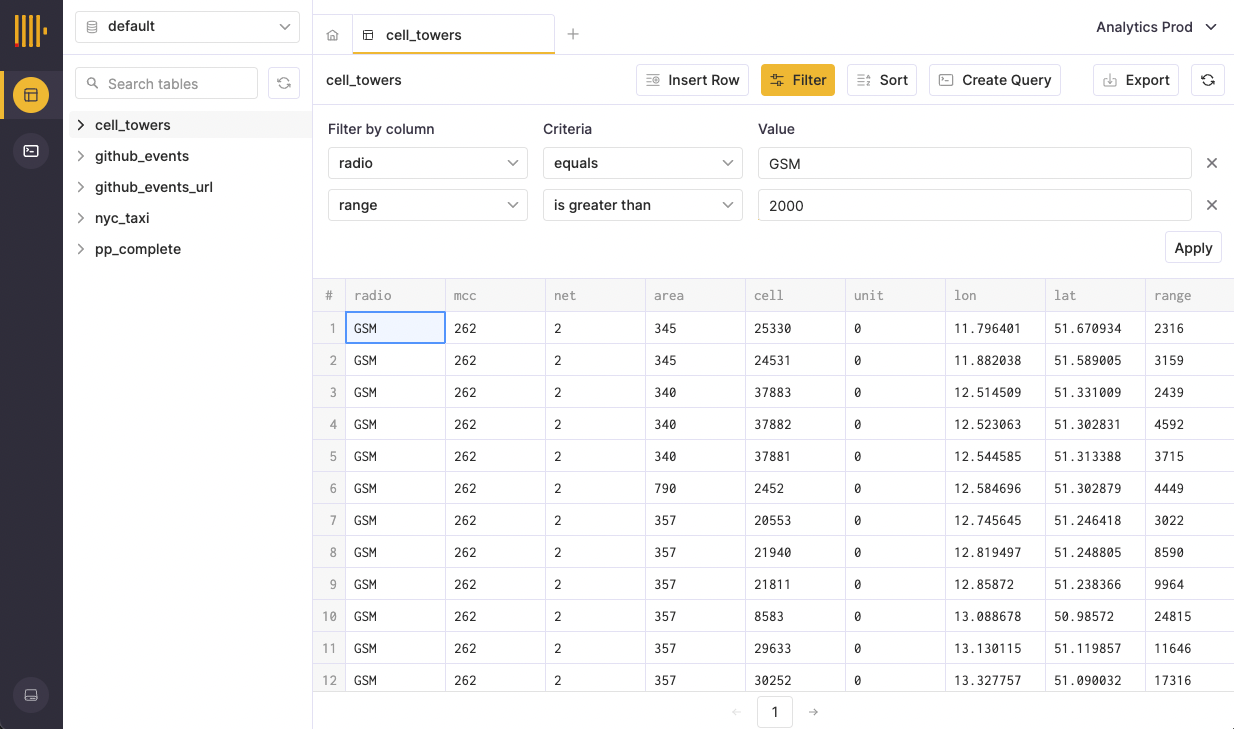 default
cell_towers
Analytics Prod
Search tables
cell_towers
Insert Row
Filter
Sort
Create Query
Export
cell_towers
github_events
github_events_url
nyc_taxi
pp_complete
Filter by column Criteria Value
radio equals GSM
range is greater than 2000
Apply
# radio mcc net area cell unit lon lat range
1 GSM 262 2 345 25330 0 11.796401 51.670934 2316
2 GSM 262 2 345 24531 0 11.882038 51.589005 3159
3 GSM 262 2 340 37883 0 12.514509 51.331009 2439
4 GSM 262 2 340 37882 0 12.523063 51.302831 4592
5 GSM 262 2 340 37881 0 12.544585 51.313388 3715
6 GSM 262 2 790 2452 0 12.584696 51.302879 4449
7 GSM 262 2 357 20553 0 12.745645 51.246418 3022
8 GSM 262 2 357 21940 0 12.819497 51.248805 8590
9 GSM 262 2 357 21811 0 12.85872 51.238366 9964
10 GSM 262 2 357 8583 0 13.088678 50.98572 24815
11 GSM 262 2 357 29633 0 13.130115 51.119857 11646
12 GSM 262 2 357 30252 0 13.327757 51.090032 17316
1